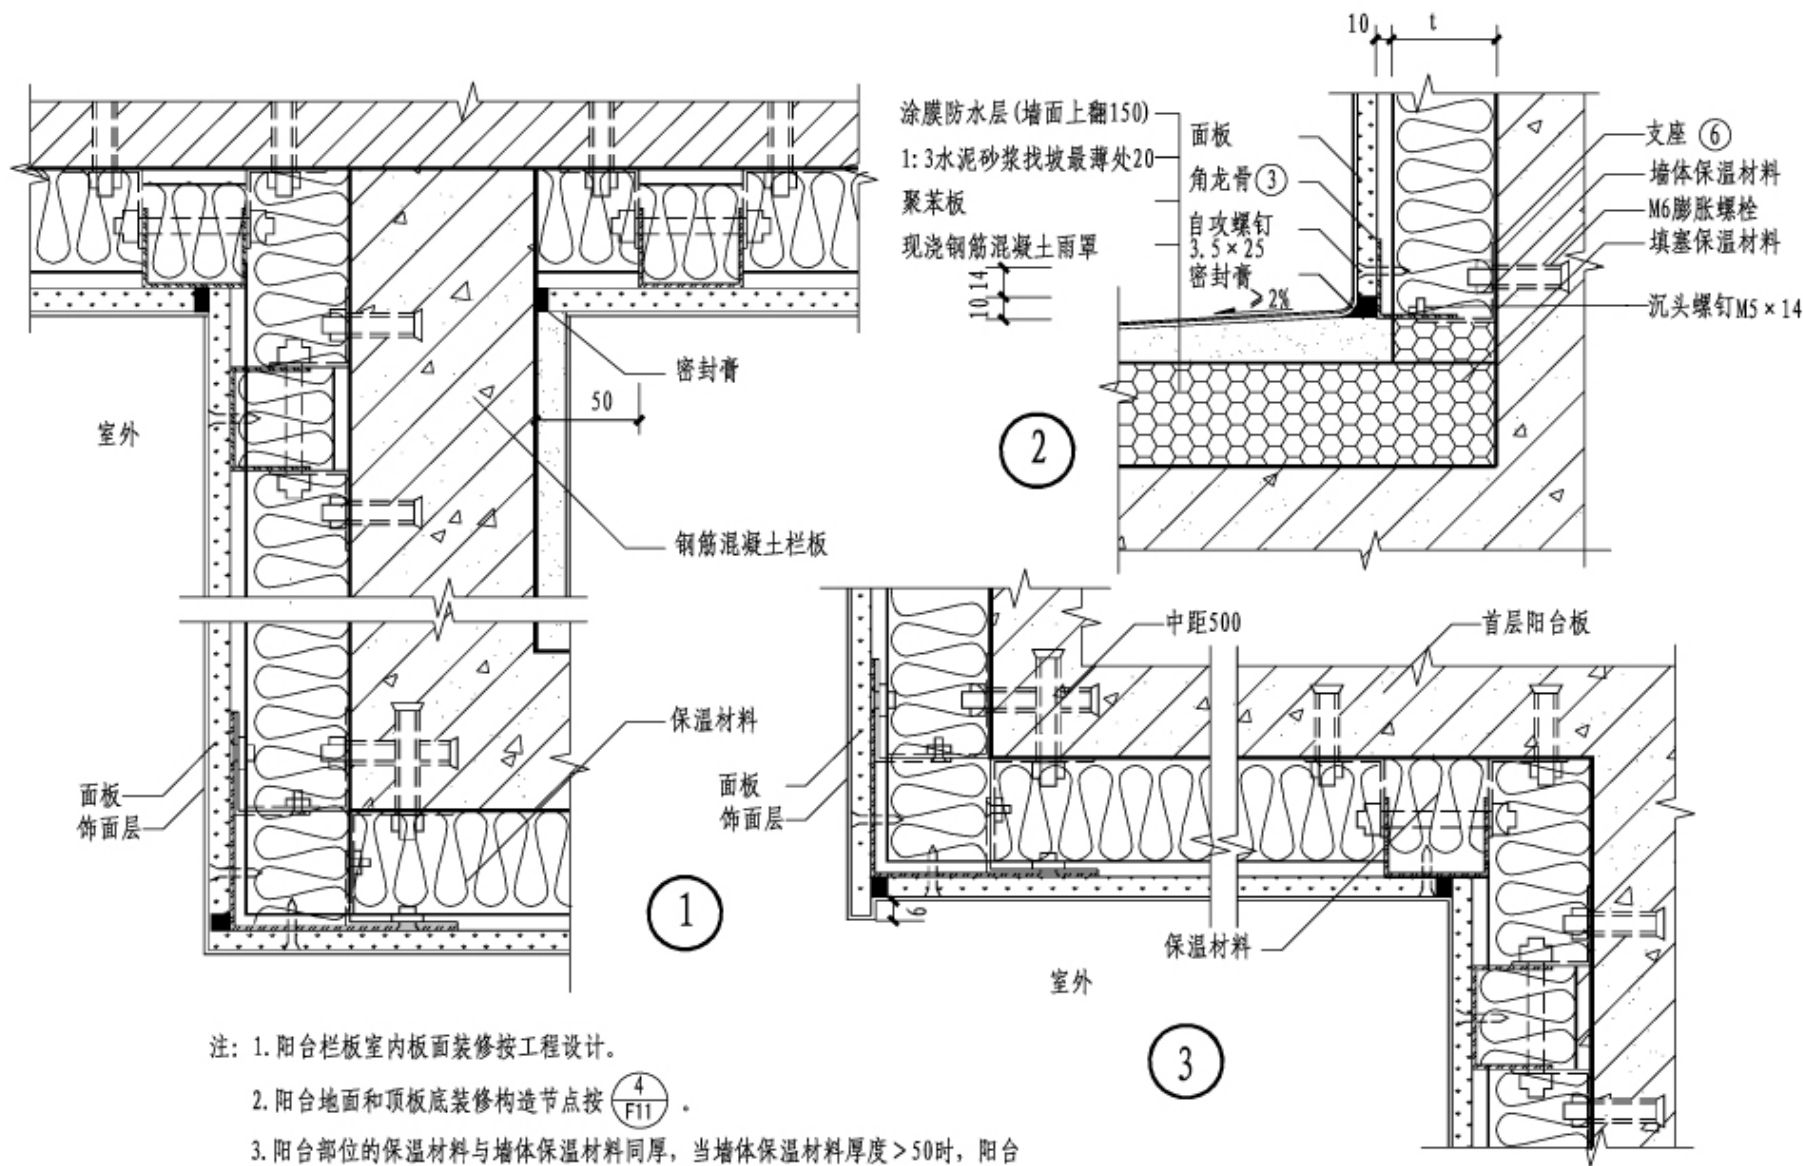 10 t
涂膜防水层(墙面上翻150)
1:3水泥砂浆找坡最薄处20
聚苯板
现浇钢筋混凝土雨罩
14
10
面板
角龙骨③
自攻螺钉
3.5×25
密封膏
≥2%
支座⑥
墙体保温材料
M6膨胀螺栓
填塞保温材料
沉头螺钉M5×14
2
密封膏
50
室外
钢筋混凝土栏板
保温材料
面板
饰面层
1
中距500
首层阳台板
面板
饰面层
6
保温材料
室外
3
注: 1.阳台栏板室内板面装修按工程设计。
2.阳台地面和顶板底装修构造节点按 4/F11 。
3.阳台部位的保温材料与墙体保温材料同厚, 当墙体保温材料厚度>50时, 阳台